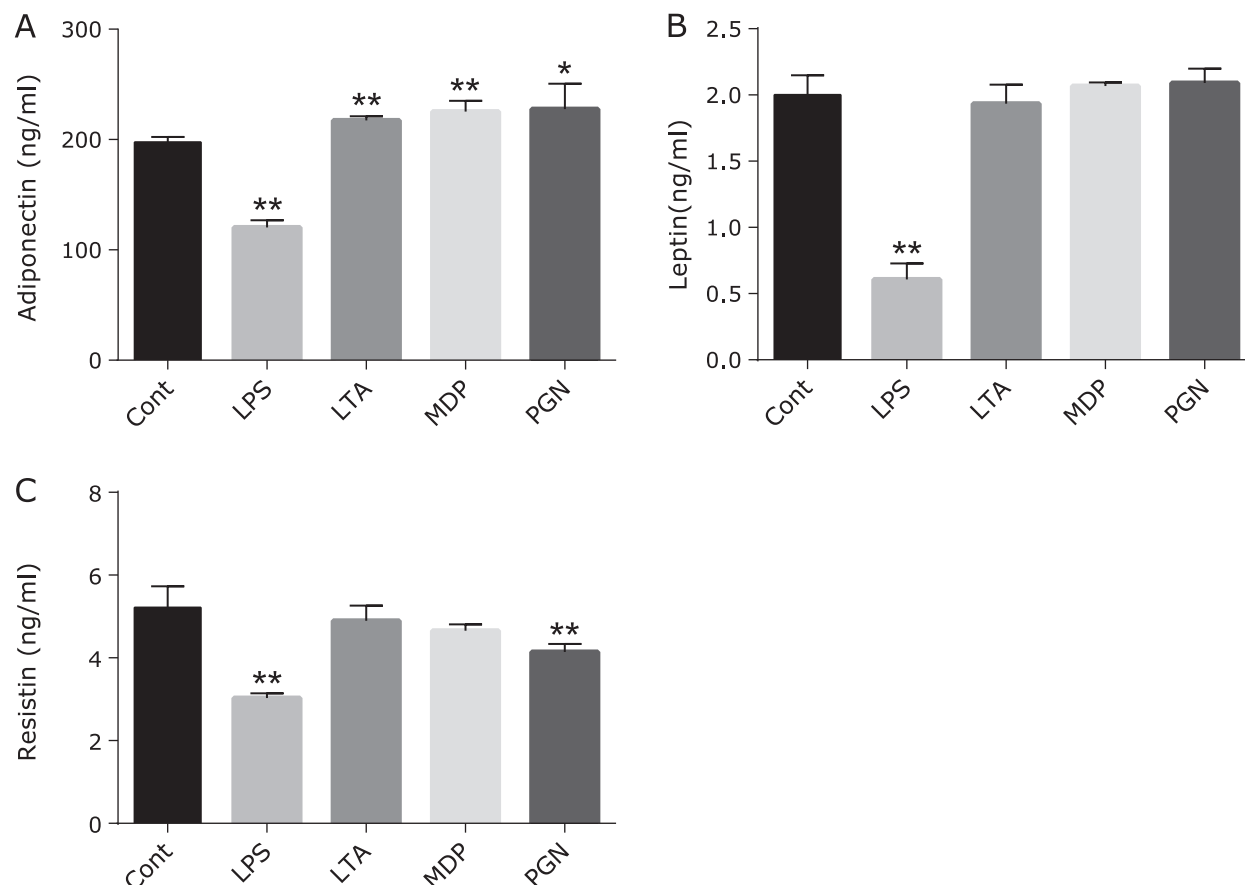 A
Adiponectin (ng/ml)
300
200
100
0
**
**
**
*
Cont
LPS
LTA
MDP
PGN
B
Leptin(ng/ml)
2.5
2.0
1.5
1.0
0.5
0.0
**
Cont
LPS
LTA
MDP
PGN
C
Resistin (ng/ml)
8
6
4
2
0
**
**
Cont
LPS
LTA
MDP
PGN